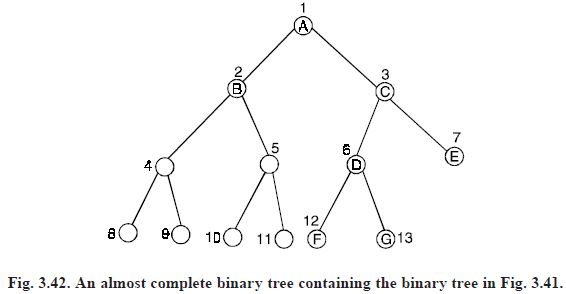 1
A
2
3
B
C
4
5
6
7
D
E
8
9
10
11
12
F
G 13
Fig. 3.42. An almost complete binary tree containing the binary tree in Fig. 3.41.